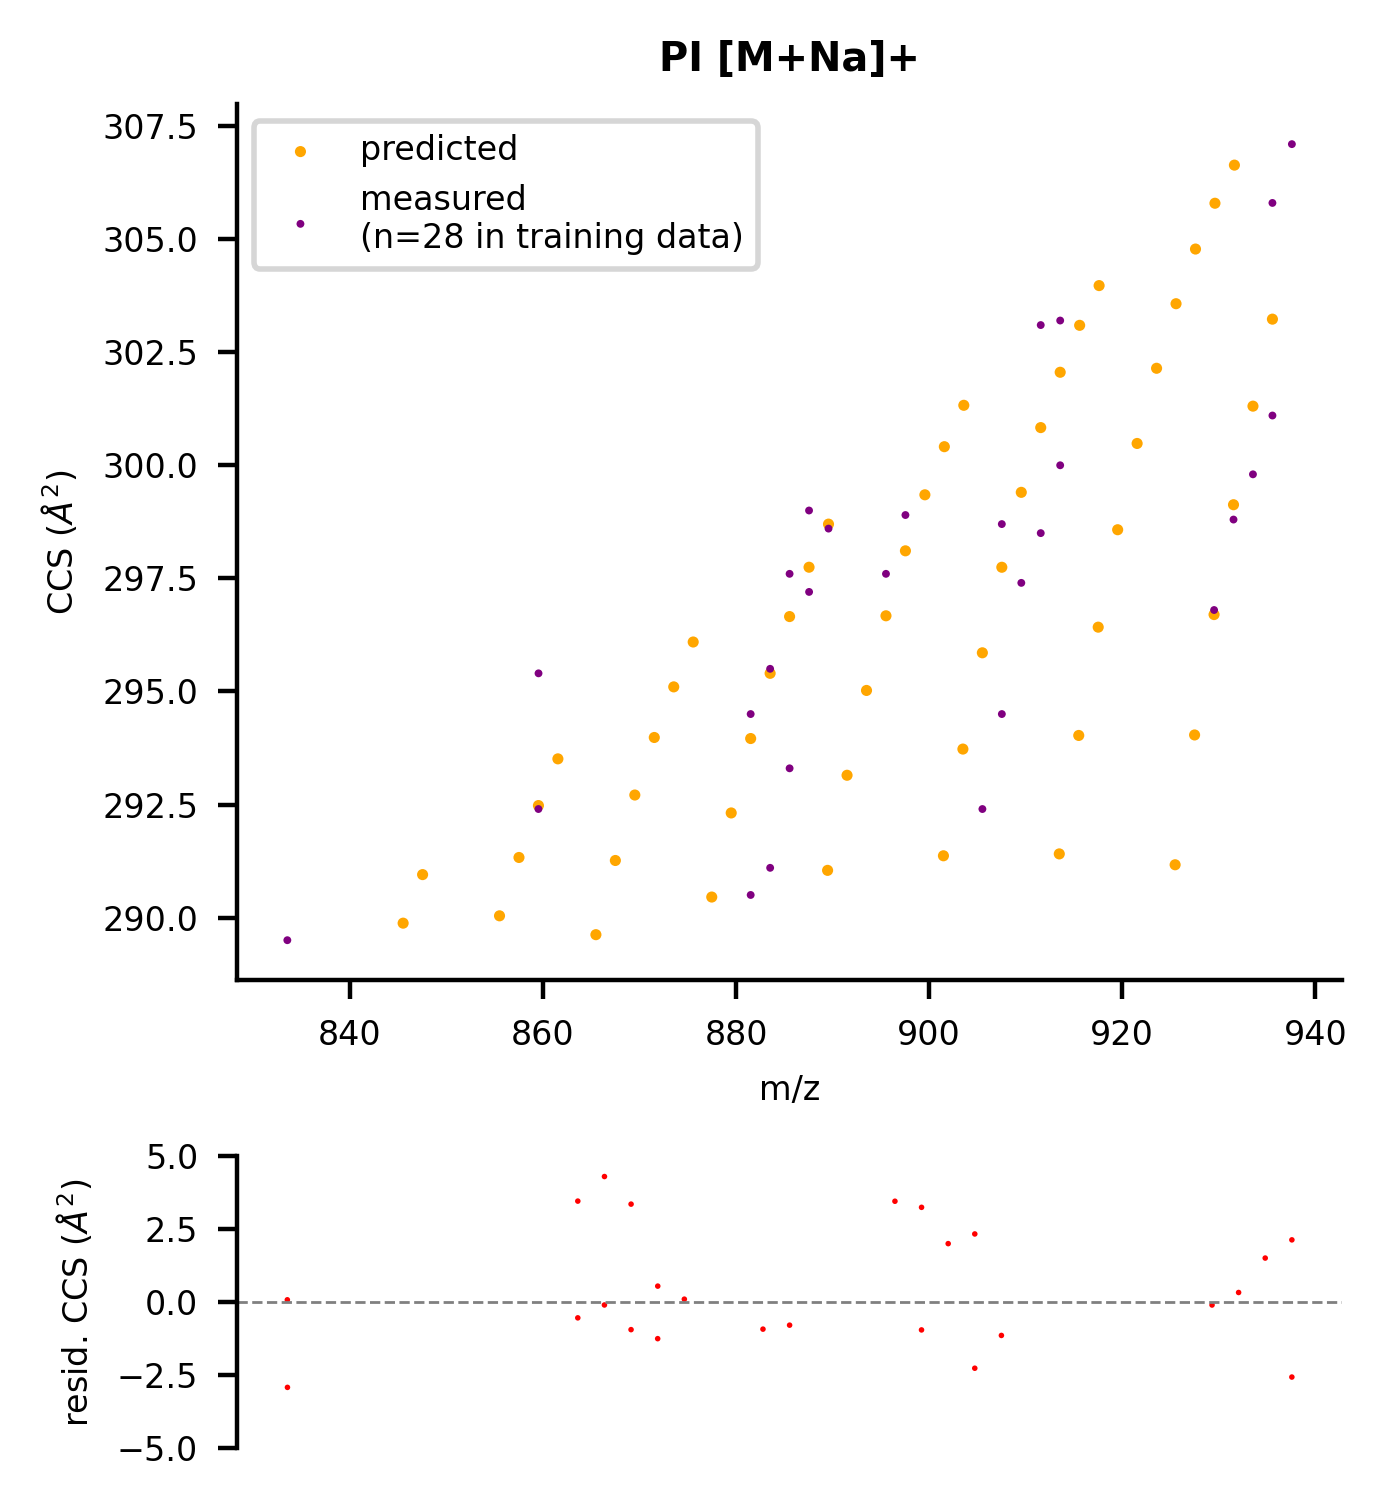 PI [M+Na]+
307.5
305.0
302.5
300.0
297.5
295.0
292.5
290.0
CCS (Å²)
predicted
measured
(n=28 in training data)
840
860
880
900
920
940
m/z
5.0
2.5
0.0
−2.5
−5.0
resid. CCS (Å²)